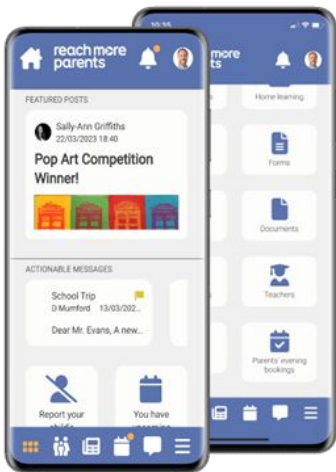 reach more
parents
FEATURED POSTS
Sally-Ann Griffiths
22/03/2023 18:40
Pop Art Competition
Winner!
ACTIONABLE MESSAGES
School Trip
D Mumford 13/03/202...
Dear Mr. Evans, A new...
Report your
You have
10:35
more
ts
Home learning
Forms
Documents
Teachers
Parents' evening
bookings